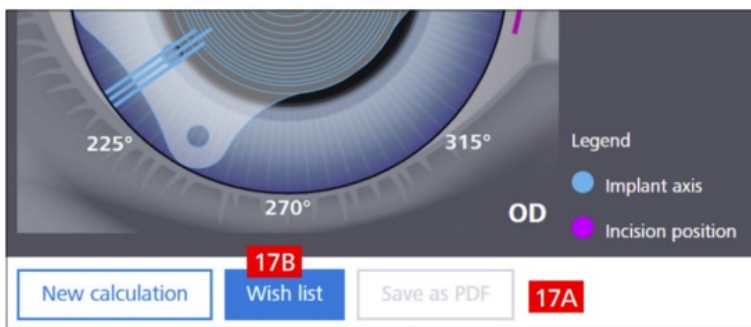 225°
315°
270°
OD
Legend
Implant axis
Incision position
17B
New calculation
Wish list
Save as PDF
17A